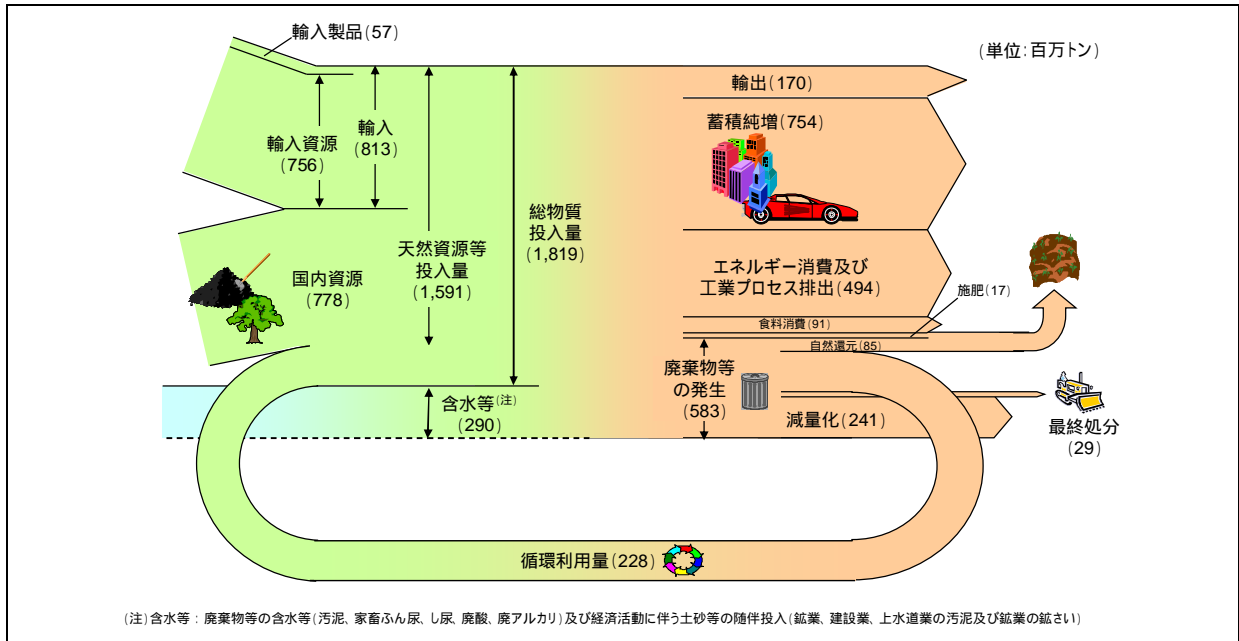 輸入製品(57)
(単位:百万トン)
輸出(170)
蓄積純増(754)
輸入
(813)
輸入資源
(756)
総物質
投入量
(1,819)
天然資源等
投入量
(1,591)
国内資源
(778)
エネルギー消費及び
工業プロセス排出(494)
施肥(17)
食料消費(91)
自然還元(85)
廃棄物等
の発生
(583)
含水等(注)
(290)
減量化(241)
最終処分
(29)
循環利用量(228)
(注)含水等:廃棄物等の含水等(汚泥、家畜ふん尿、し尿、廃酸、廃アルカリ)及び経済活動に伴う土砂等の随伴投入(鉱業、建設業、上水道業の汚泥及び鉱業の鉱さい)